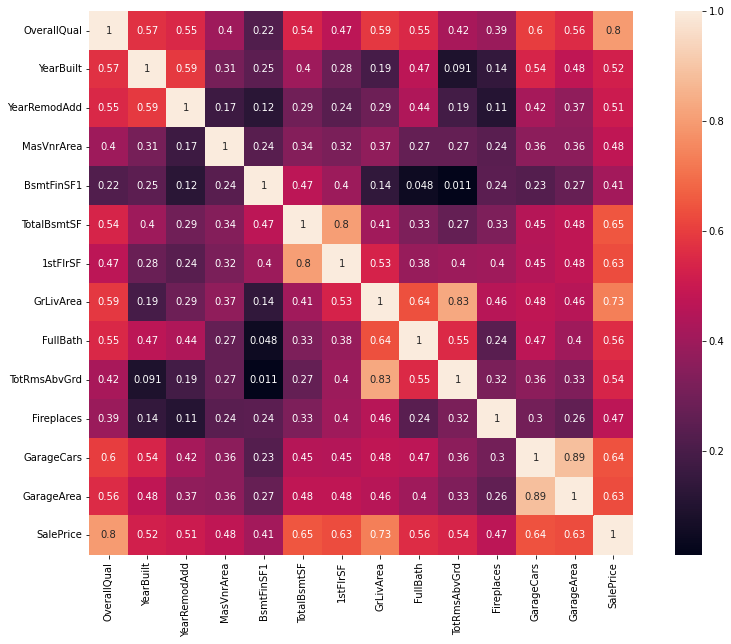 OverallQual 1 0.57 0.55 0.4 0.22 0.54 0.47 0.59 0.55 0.42 0.39 0.6 0.56 0.8
YearBuilt 0.57 1 0.59 0.31 0.25 0.4 0.28 0.19 0.47 0.091 0.14 0.54 0.48 0.52
YearRemodAdd 0.55 0.59 1 0.17 0.12 0.29 0.24 0.29 0.44 0.19 0.11 0.42 0.37 0.51
MasVnrArea 0.4 0.31 0.17 1 0.24 0.34 0.32 0.37 0.27 0.27 0.24 0.36 0.36 0.48
BsmtFinSF1 0.22 0.25 0.12 0.24 1 0.47 0.4 0.14 0.048 0.011 0.24 0.23 0.27 0.41
TotalBsmtSF 0.54 0.4 0.29 0.34 0.47 1 0.8 0.41 0.33 0.27 0.33 0.45 0.48 0.65
1stFlrSF 0.47 0.28 0.24 0.32 0.4 0.8 1 0.53 0.38 0.4 0.4 0.45 0.48 0.63
GrLivArea 0.59 0.19 0.29 0.37 0.14 0.41 0.53 1 0.64 0.83 0.46 0.48 0.46 0.73
FullBath 0.55 0.47 0.44 0.27 0.048 0.33 0.38 0.64 1 0.55 0.24 0.47 0.4 0.56
TotRmsAbvGrd 0.42 0.091 0.19 0.27 0.011 0.27 0.4 0.83 0.55 1 0.32 0.36 0.33 0.54
Fireplaces 0.39 0.14 0.11 0.24 0.24 0.33 0.4 0.46 0.24 0.32 1 0.3 0.26 0.47
GarageCars 0.6 0.54 0.42 0.36 0.23 0.45 0.45 0.48 0.47 0.36 0.3 1 0.89 0.64
GarageArea 0.56 0.48 0.37 0.36 0.27 0.48 0.48 0.46 0.4 0.33 0.26 0.89 1 0.63
SalePrice 0.8 0.52 0.51 0.48 0.41 0.65 0.63 0.73 0.56 0.54 0.47 0.64 0.63 1
OverallQual
YearBuilt
YearRemodAdd
MasVnrArea
BsmtFinSF1
TotalBsmtSF
1stFlrSF
GrLivArea
FullBath
TotRmsAbvGrd
Fireplaces
GarageCars
GarageArea
SalePrice
1.0
0.8
0.6
0.4
0.2